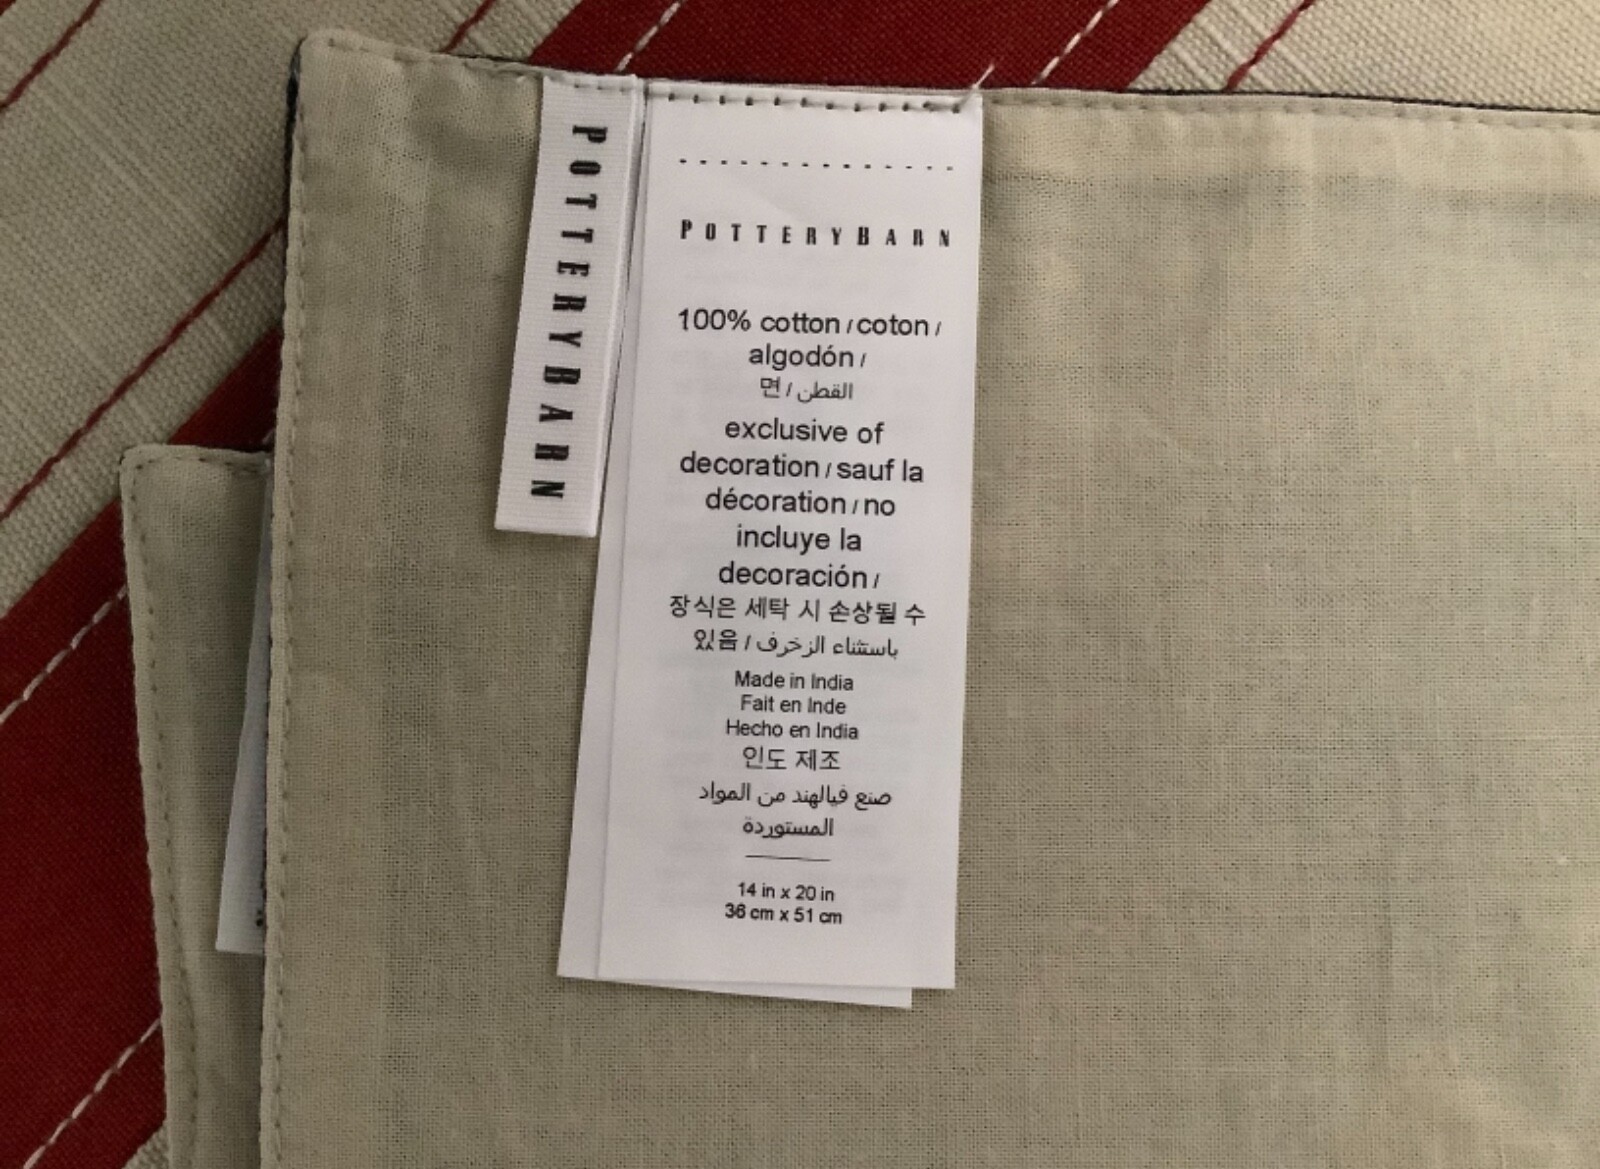 POTTERYBARN
POTTERYBARN
100% cotton / coton /
algodón /
면 / القطن
exclusive of
decoration / sauf la
décoration / no
incluye la
decoración /
장식은 세탁 시 손상될 수
있음 / باستثناء الزخرف
Made in India
Fait en Inde
Hecho en India
인도 제조
صنع فيالهند من المواد
المستوردة
14 in x 20 in
36 cm x 51 cm